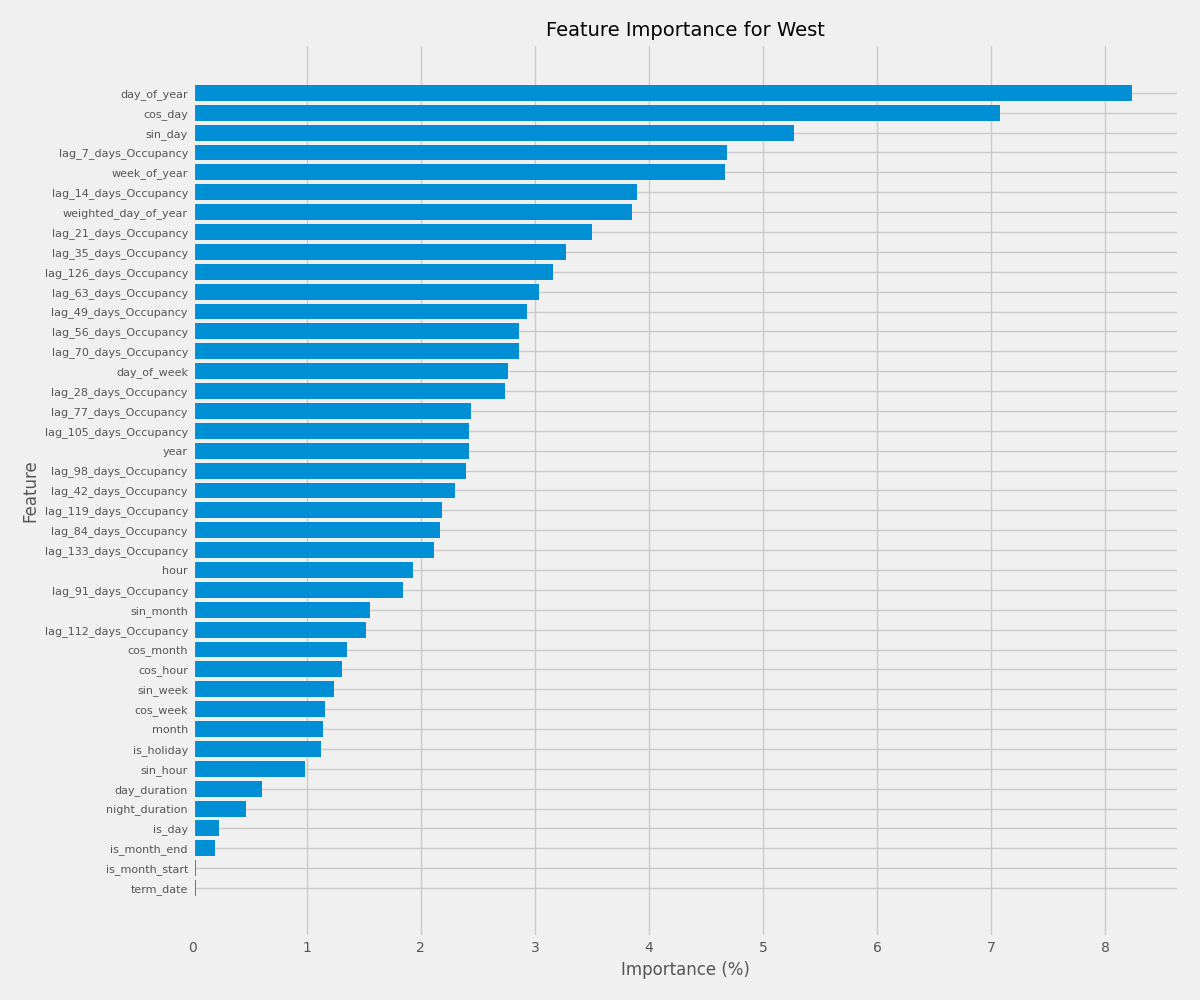 Feature Importance for West
day_of_year
cos_day
sin_day
lag_7_days_Occupancy
week_of_year
lag_14_days_Occupancy
weighted_day_of_year
lag_21_days_Occupancy
lag_35_days_Occupancy
lag_126_days_Occupancy
lag_63_days_Occupancy
lag_49_days_Occupancy
lag_56_days_Occupancy
lag_70_days_Occupancy
day_of_week
lag_28_days_Occupancy
lag_77_days_Occupancy
lag_105_days_Occupancy
year
lag_98_days_Occupancy
lag_42_days_Occupancy
lag_119_days_Occupancy
lag_84_days_Occupancy
lag_133_days_Occupancy
hour
lag_91_days_Occupancy
sin_month
lag_112_days_Occupancy
cos_month
cos_hour
sin_week
cos_week
month
is_holiday
sin_hour
day_duration
night_duration
is_day
is_month_end
is_month_start
term_date
Feature
0 1 2 3 4 5 6 7 8
Importance (%)